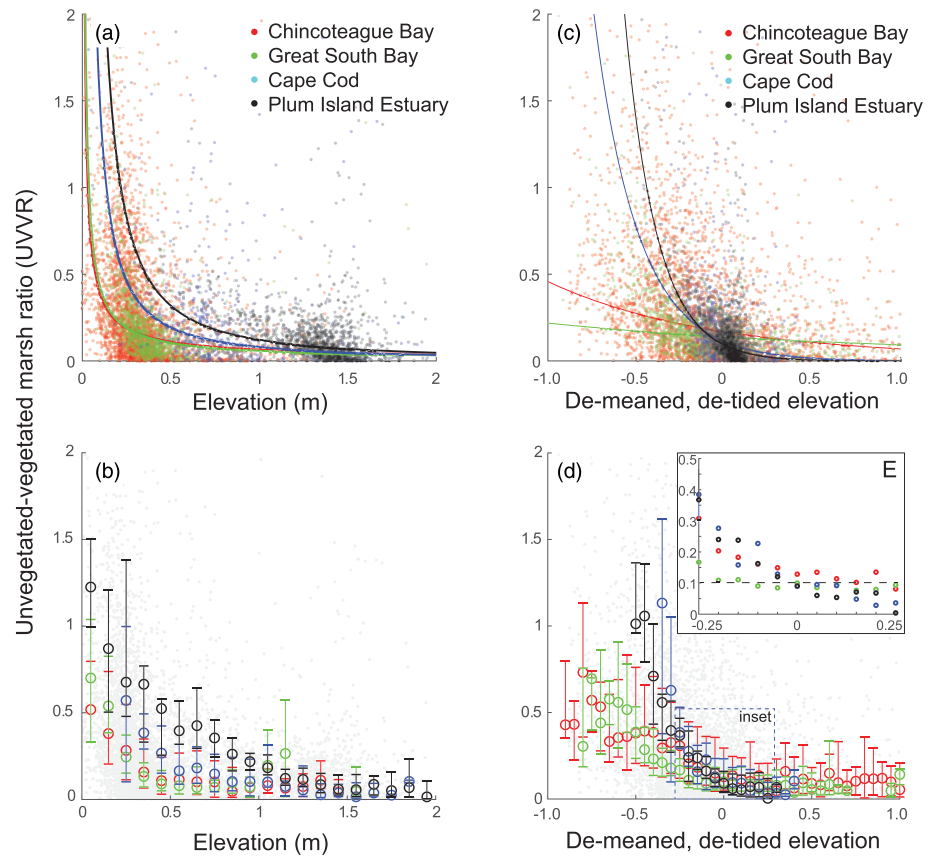 Unvegetated-vegetated marsh ratio (UVVR)
(a)
Chincoteague Bay
Great South Bay
Cape Cod
Plum Island Estuary
2
1.5
1
0.5
0
0 0.5 1 1.5 2
Elevation (m)
(c)
Chincoteague Bay
Great South Bay
Cape Cod
Plum Island Estuary
2
1.5
1
0.5
0
-1.0 -0.5 0 0.5 1.0
De-meaned, de-tided elevation
(b)
2
1.5
1
0.5
0
0 0.5 1 1.5 2
Elevation (m)
(d)
2
1.5
1
0.5
0
-1.0 -0.5 0 0.5 1.0
De-meaned, de-tided elevation
inset
E
0.5
0.4
0.3
0.2
0.1
0
-0.25 0 0.25